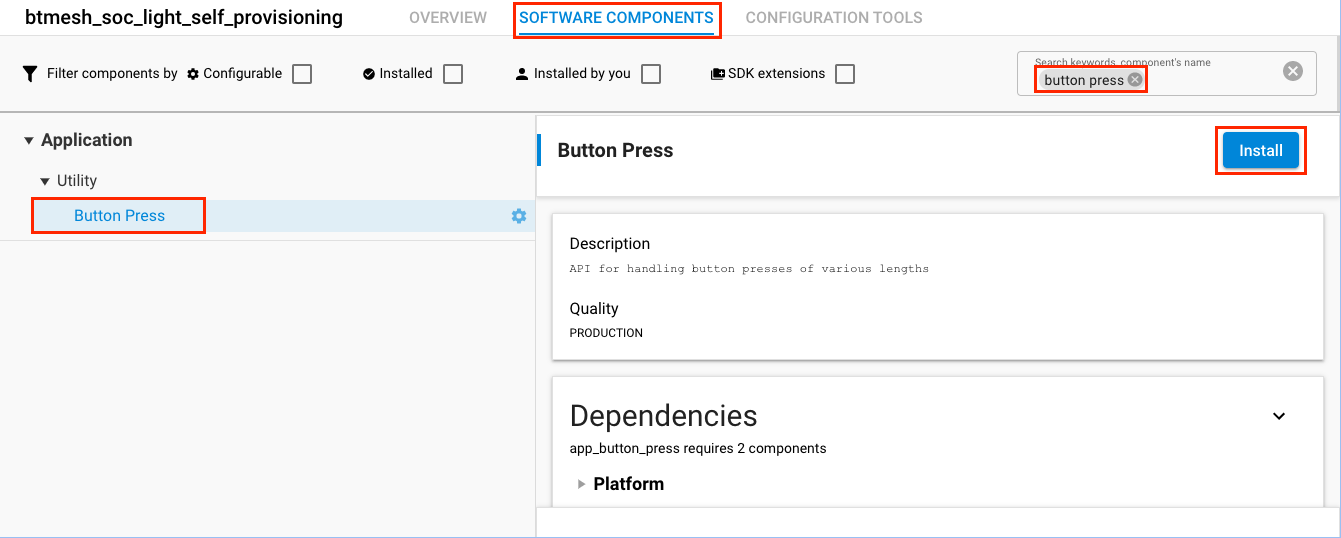 btmesh_soc_light_self_provisioning OVERVIEW SOFTWARE COMPONENTS CONFIGURATION TOOLS
Filter components by Configurable Installed Installed by you SDK extensions
Search keywords, component's name
button press
Application
Utility
Button Press
Button Press
Install
Description
API for handling button presses of various lengths
Quality
PRODUCTION
Dependencies
app_button_press requires 2 components
Platform